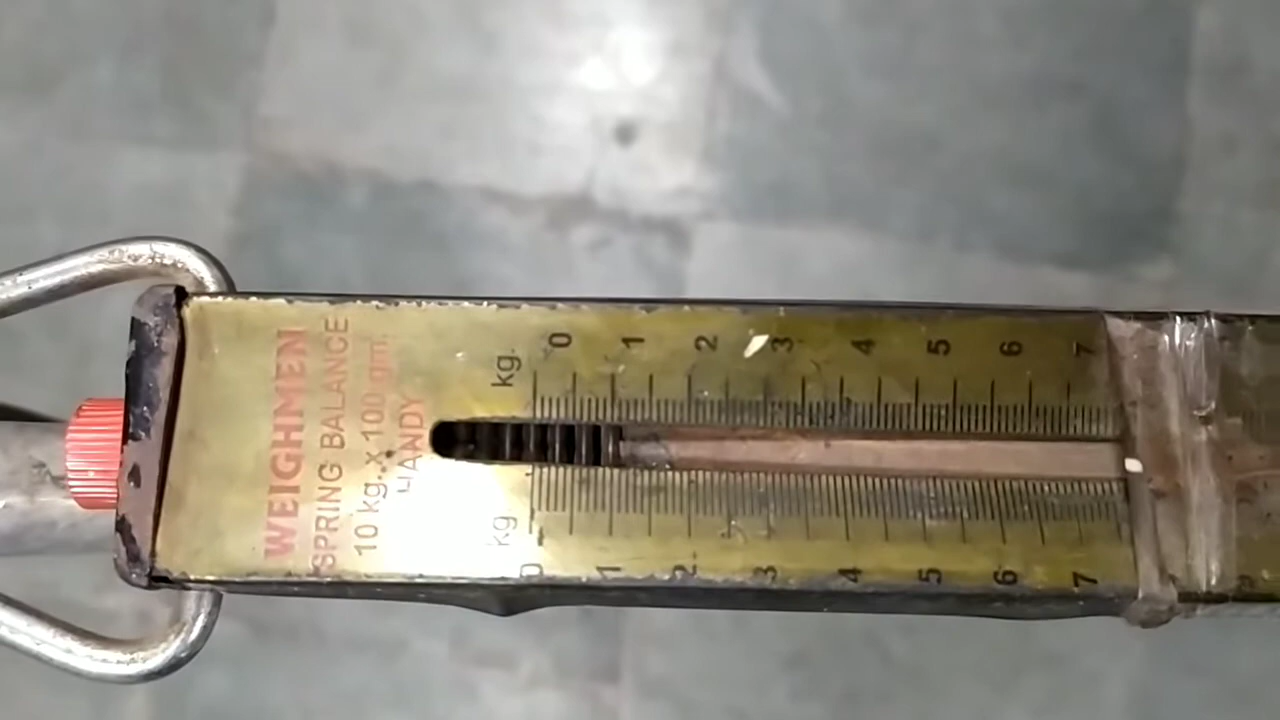 WEIGHMEN
SPRING BALANCE
10 kg. x 100 gm.
HANDY
kg.
0 1 2 3 4 5 6 7
kg
0 1 2 3 4 5 6 7